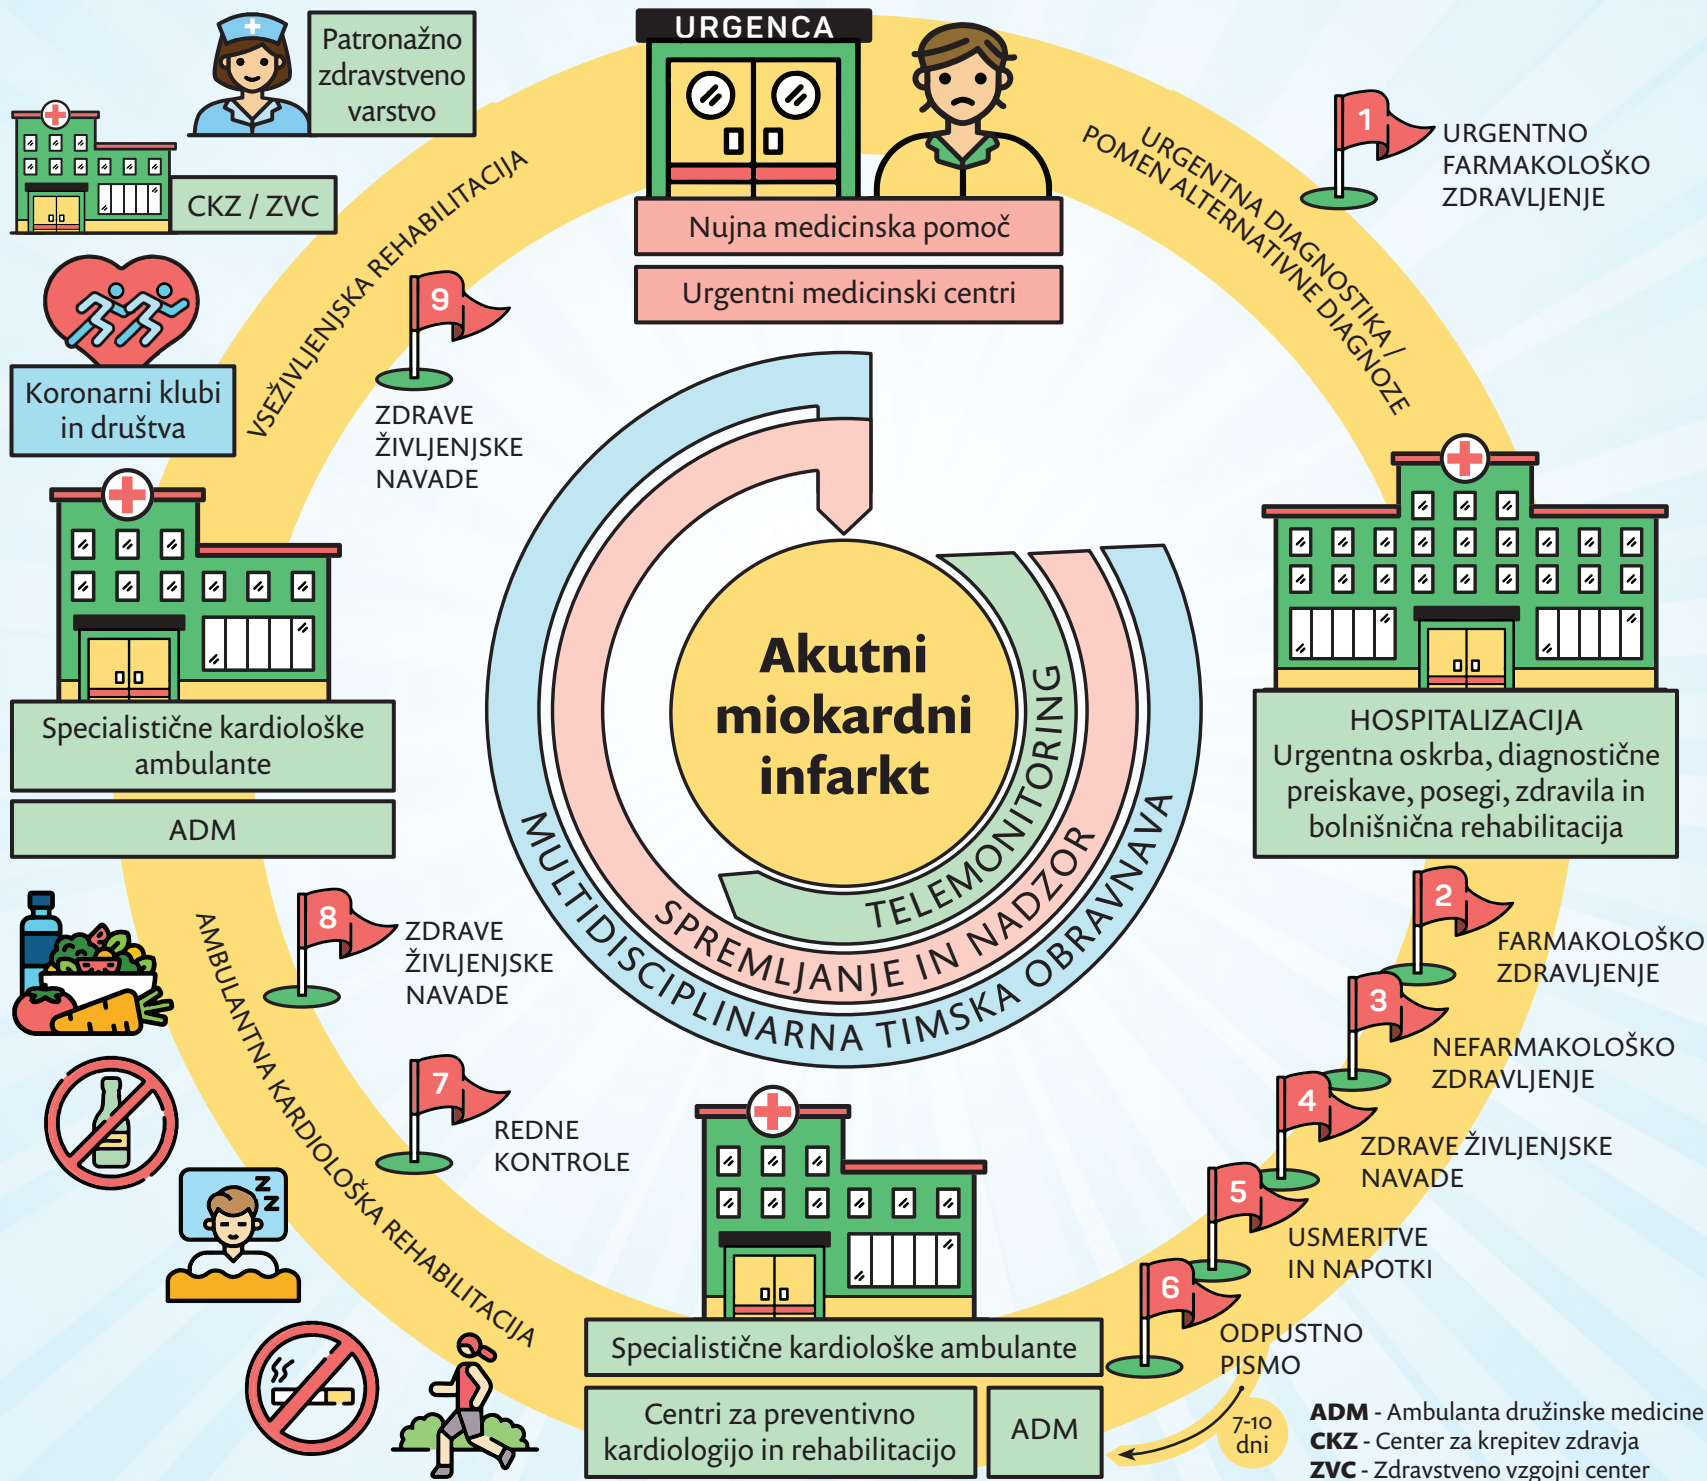 URGENCA
Nujna medicinska pomoč
Urgentni medicinski centri
URGENTNA DIAGNOSTIKA /
POMEN ALTERNATIVNE DIAGNOZE
1
URGENTNO
FARMAKOLOŠKO
ZDRAVLJENJE
HOSPITALIZACIJA
Urgentna oskrba, diagnostične
preiskave, posegi, zdravila in
bolnišnična rehabilitacija
2
FARMAKOLOŠKO
ZDRAVLJENJE
3
NEFARMAKOLOŠKO
ZDRAVLJENJE
4
ZDRAVE ŽIVLJENJSKE
NAVADE
5
USMERITVE
IN NAPOTKI
6
ODPUSTNO
PISMO
7-10
dni
Specialistične kardiološke ambulante
Centri za preventivno
kardiologijo in rehabilitacijo
ADM
7
REDNE
KONTROLE
AMBULANTNA KARDIOLOŠKA REHABILITACIJA
8
ZDRAVE
ŽIVLJENJSKE
NAVADE
z
z
z
Specialistične kardiološke
ambulante
ADM
VSEŽIVLJENJSKA REHABILITACIJA
9
ZDRAVE
ŽIVLJENJSKE
NAVADE
Koronarni klubi
in društva
CKZ / ZVC
Patronažno
zdravstveno
varstvo
Akutni
miokardni
infarkt
TELEMONITORING
SPREMLJANJE IN NADZOR
MULTIDISCIPLINARNA TIMSKA OBRAVNAVA
ADM - Ambulanta družinske medicine
CKZ - Center za krepitev zdravja
ZVC - Zdravstveno vzgojni center